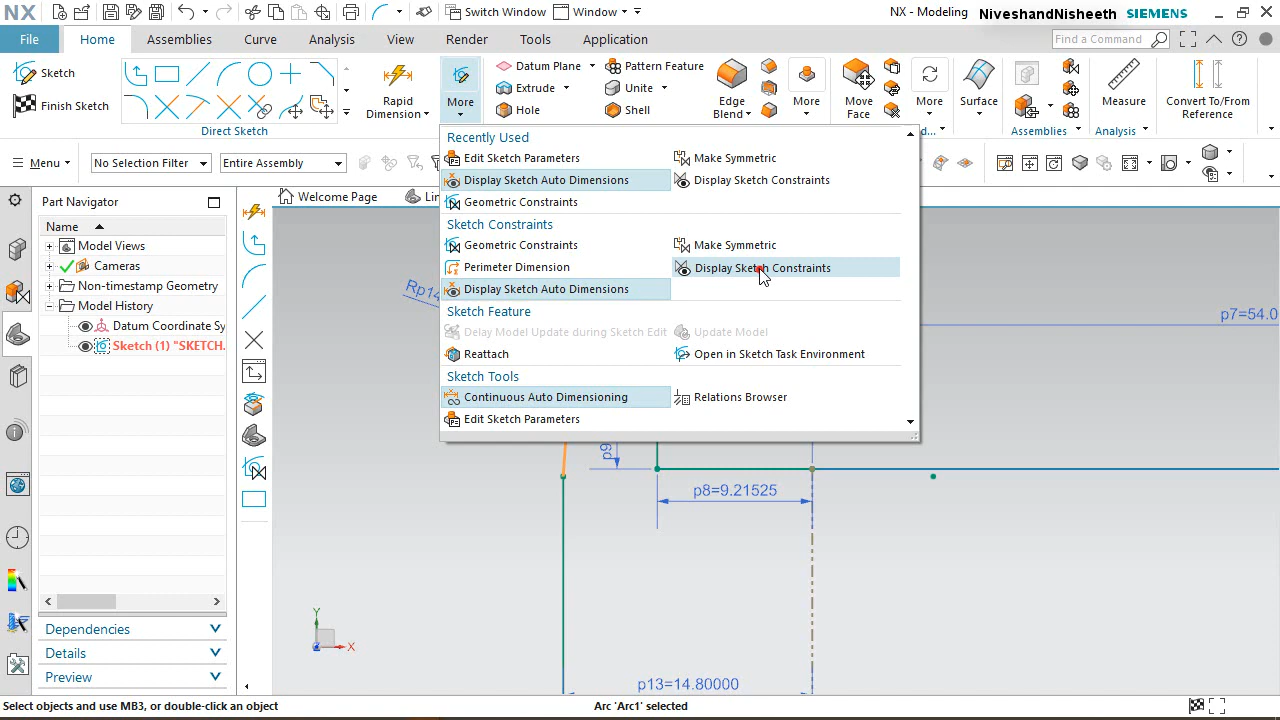 NX
Switch Window
Window
NX - Modeling
NiveshandNisheeth
SIEMENS
File
Home
Assemblies
Curve
Analysis
View
Render
Tools
Application
Find a Command
Sketch
Finish Sketch
Direct Sketch
Rapid
Dimension
More
Datum Plane
Extrude
Hole
Pattern Feature
Unite
Shell
Edge
Blend
More
Move
Face
More
Surface
d...
Assemblies
Measure
Analysis
Convert To/From
Reference
Menu
No Selection Filter
Entire Assembly
Part Navigator
Name
Model Views
Cameras
Non-timestamp Geometry
Model History
Datum Coordinate Sy
Sketch (1) "SKETCH.
Dependencies
Details
Preview
Welcome Page
Recently Used
Edit Sketch Parameters
Make Symmetric
Display Sketch Auto Dimensions
Display Sketch Constraints
Geometric Constraints
Sketch Constraints
Geometric Constraints
Make Symmetric
Perimeter Dimension
Display Sketch Constraints
Display Sketch Auto Dimensions
Sketch Feature
Delay Model Update during Sketch Edit
Update Model
Reattach
Open in Sketch Task Environment
Sketch Tools
Continuous Auto Dimensioning
Relations Browser
Edit Sketch Parameters
Rp14
p7=54.0
p9
p8=9.21525
p13=14.80000
Y
X
Z
Select objects and use MB3, or double-click an object
Arc 'Arc1' selected